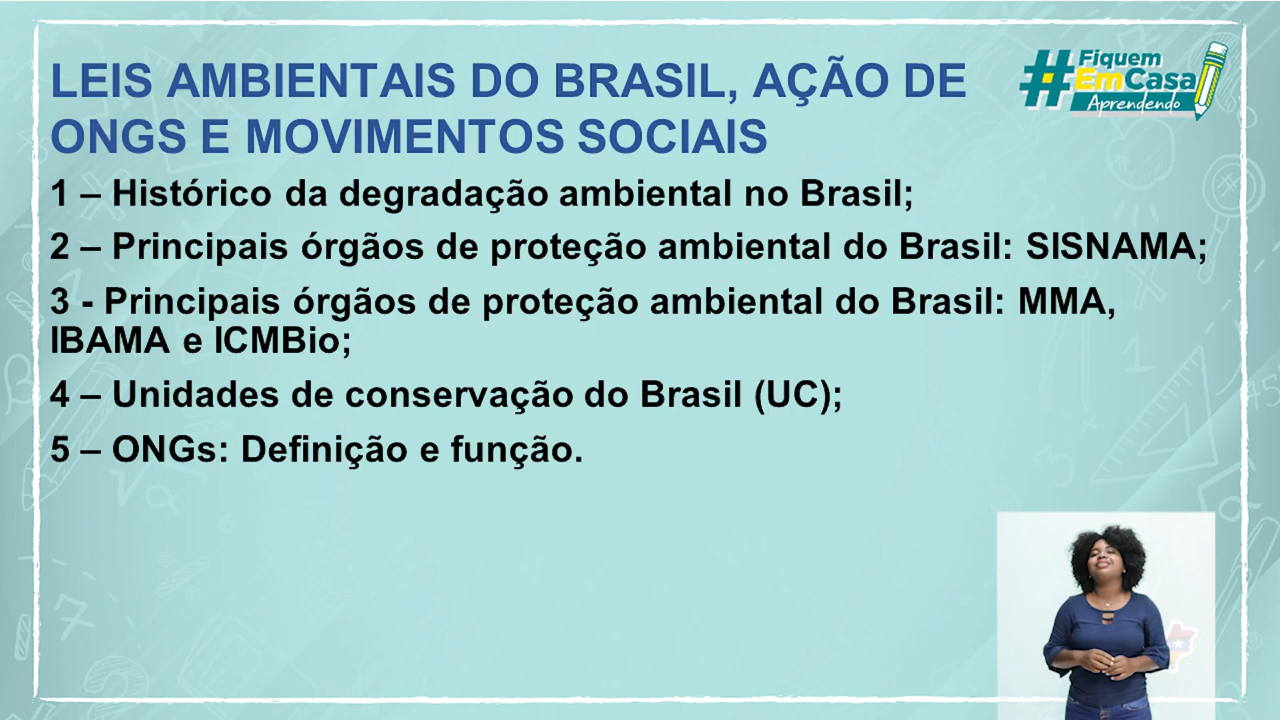 LEIS AMBIENTAIS DO BRASIL, AÇÃO DE
ONGS E MOVIMENTOS SOCIAIS
#Fiquem
EmCasa
Aprendendo
1 – Histórico da degradação ambiental no Brasil;
2 – Principais órgãos de proteção ambiental do Brasil: SISNAMA;
3 - Principais órgãos de proteção ambiental do Brasil: MMA,
IBAMA e ICMBio;
4 – Unidades de conservação do Brasil (UC);
5 – ONGs: Definição e função.